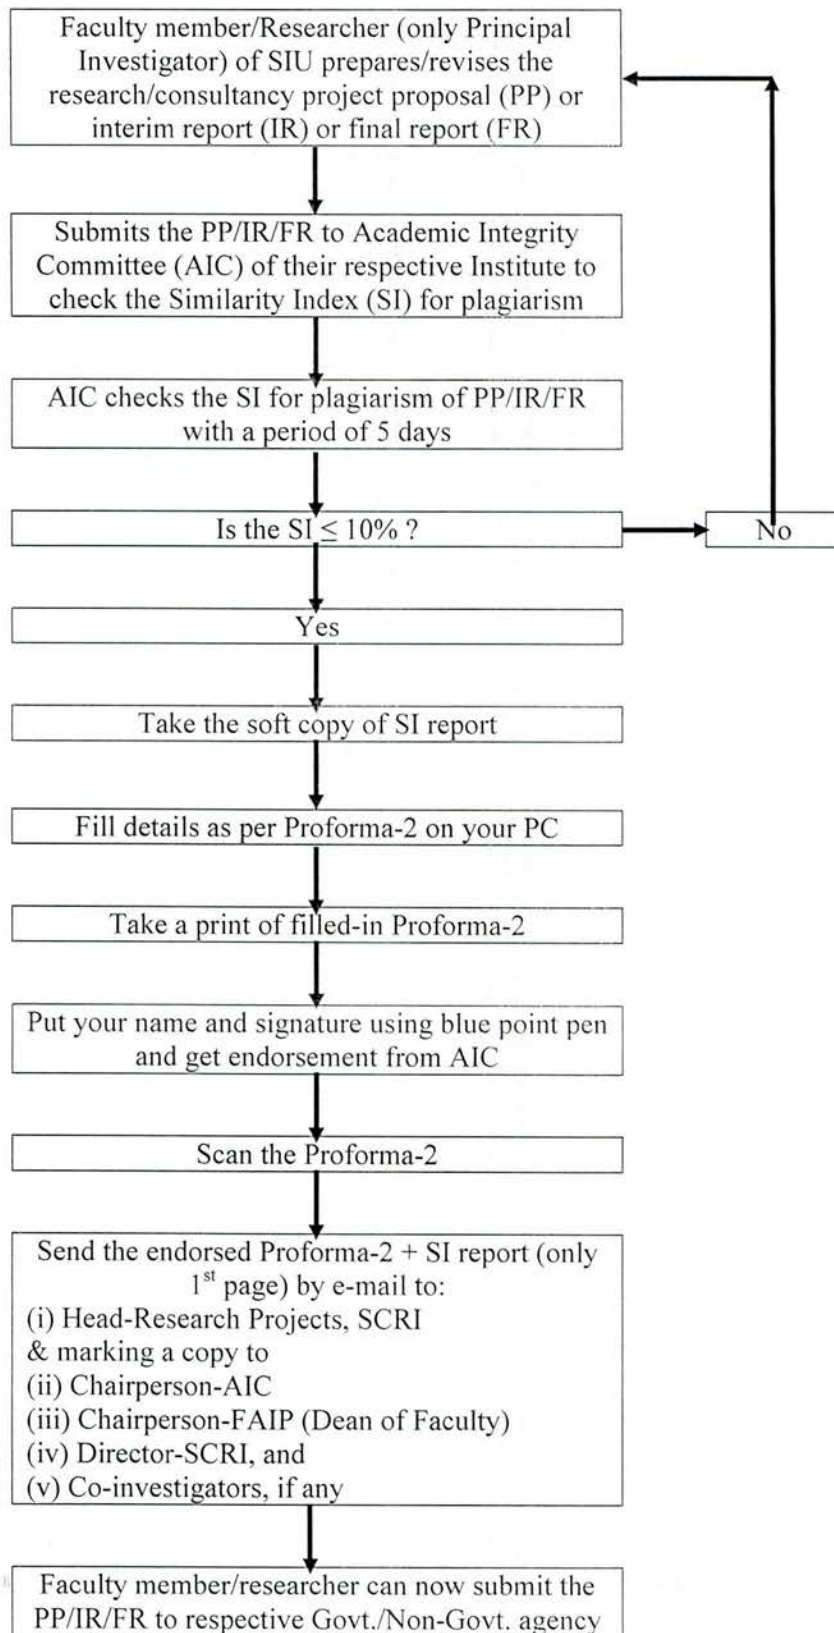 Faculty member/Researcher (only Principal
Investigator) of SIU prepares/revises the
research/consultancy project proposal (PP) or
interim report (IR) or final report (FR)
Submits the PP/IR/FR to Academic Integrity
Committee (AIC) of their respective Institute to
check the Similarity Index (SI) for plagiarism
AIC checks the SI for plagiarism of PP/IR/FR
with a period of 5 days
Is the SI ≤ 10% ?
No
Yes
Take the soft copy of SI report
Fill details as per Proforma-2 on your PC
Take a print of filled-in Proforma-2
Put your name and signature using blue point pen
and get endorsement from AIC
Scan the Proforma-2
Send the endorsed Proforma-2 + SI report (only
1st page) by e-mail to:
(i) Head-Research Projects, SCRI
& marking a copy to
(ii) Chairperson-AIC
(iii) Chairperson-FAIP (Dean of Faculty)
(iv) Director-SCRI, and
(v) Co-investigators, if any
Faculty member/researcher can now submit the
PP/IR/FR to respective Govt./Non-Govt. agency